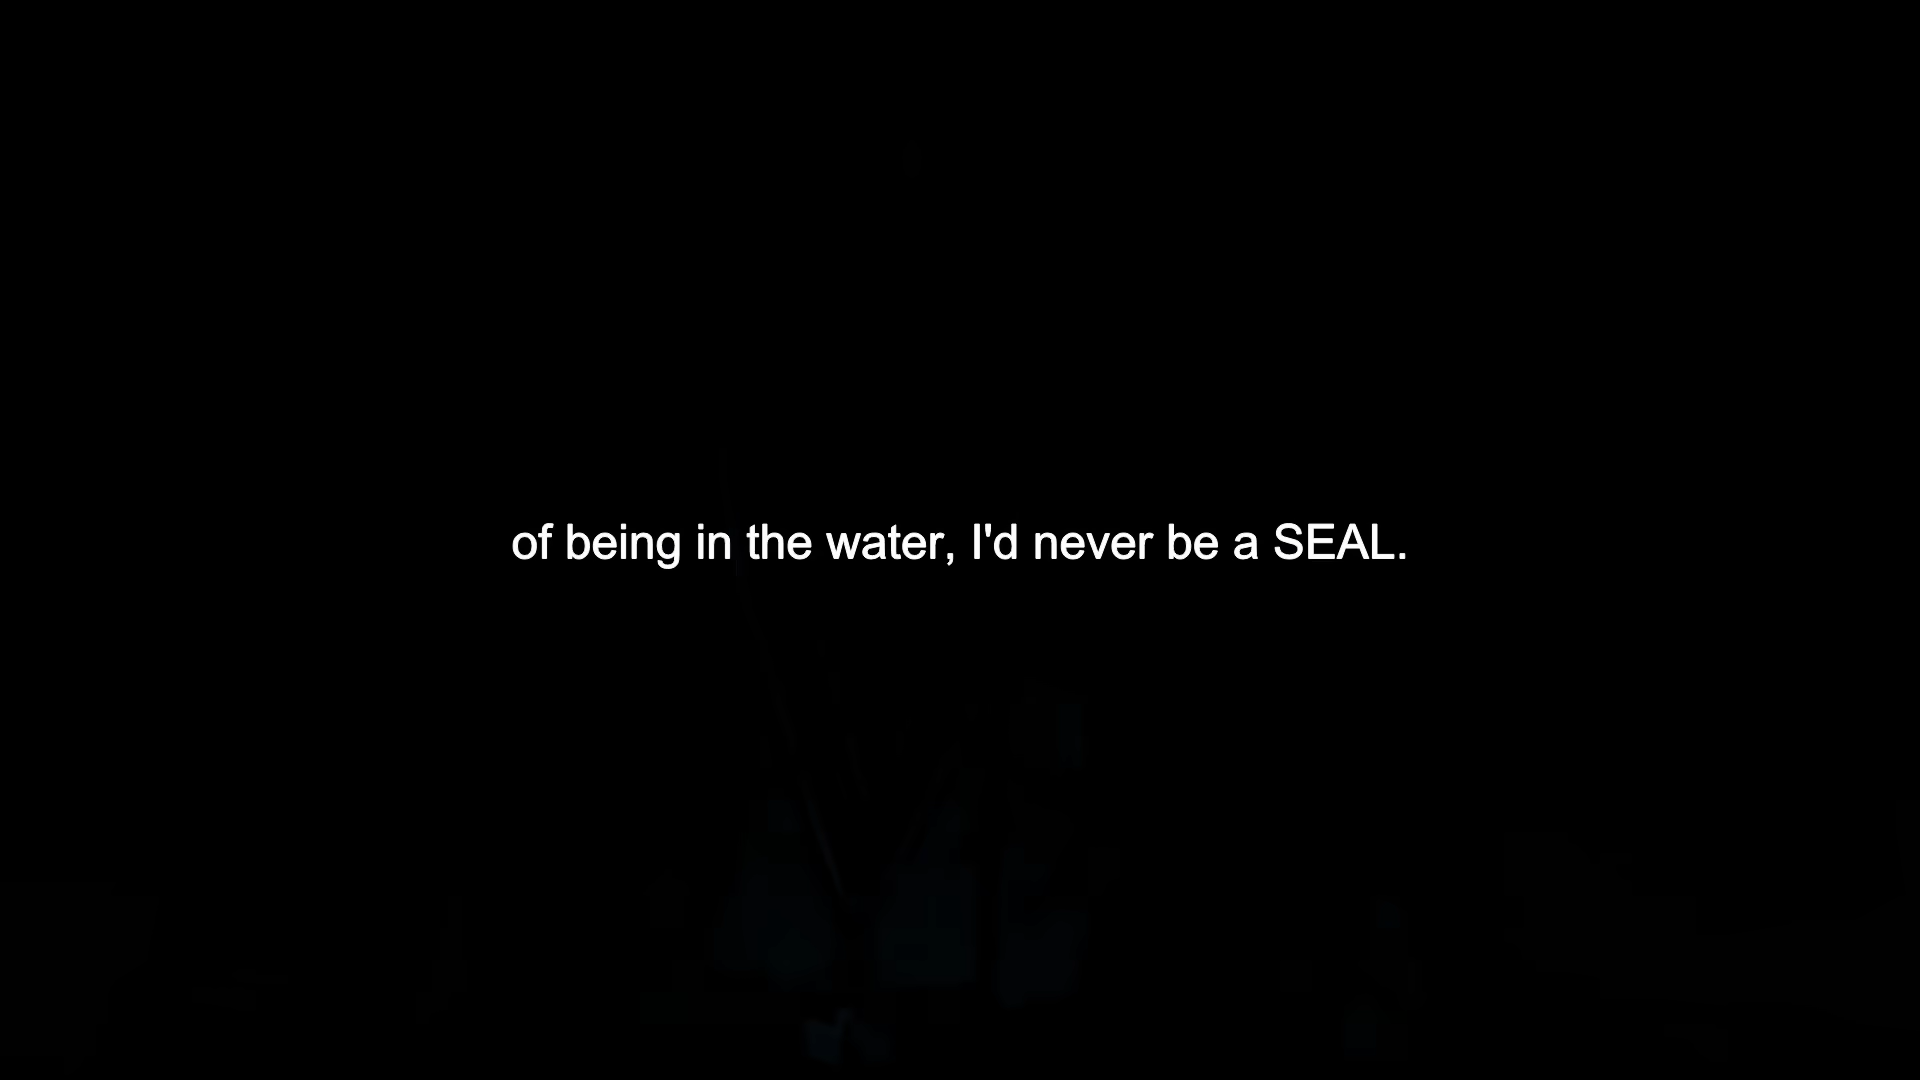 of being in the water, I'd never be a SEAL.